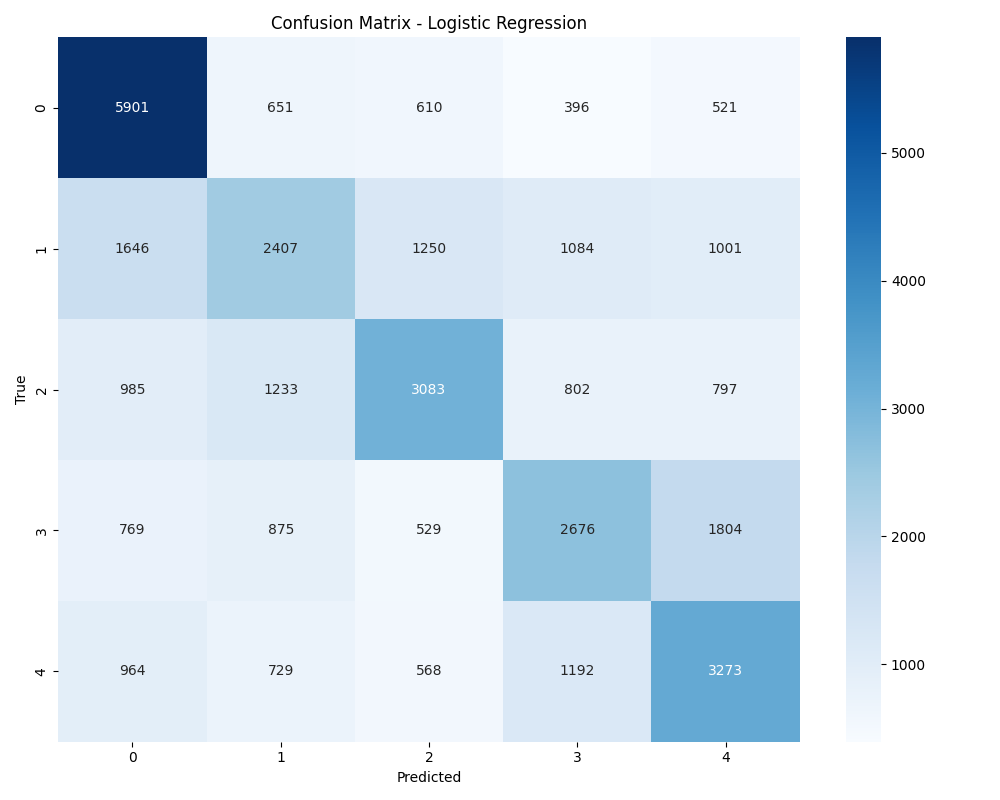 Confusion Matrix - Logistic Regression
0
5901 651 610 396 521
1
1646 2407 1250 1084 1001
2
985 1233 3083 802 797
3
769 875 529 2676 1804
4
964 729 568 1192 3273
0 1 2 3 4
True
Predicted
5000
4000
3000
2000
1000